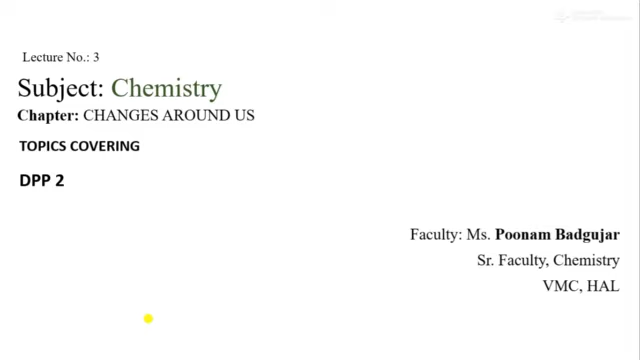 Lecture No.: 3
Subject: Chemistry
Chapter: CHANGES AROUND US
TOPICS COVERING
DPP 2
Faculty: Ms. Poonam Badgujar
Sr. Faculty, Chemistry
VMC, HAL